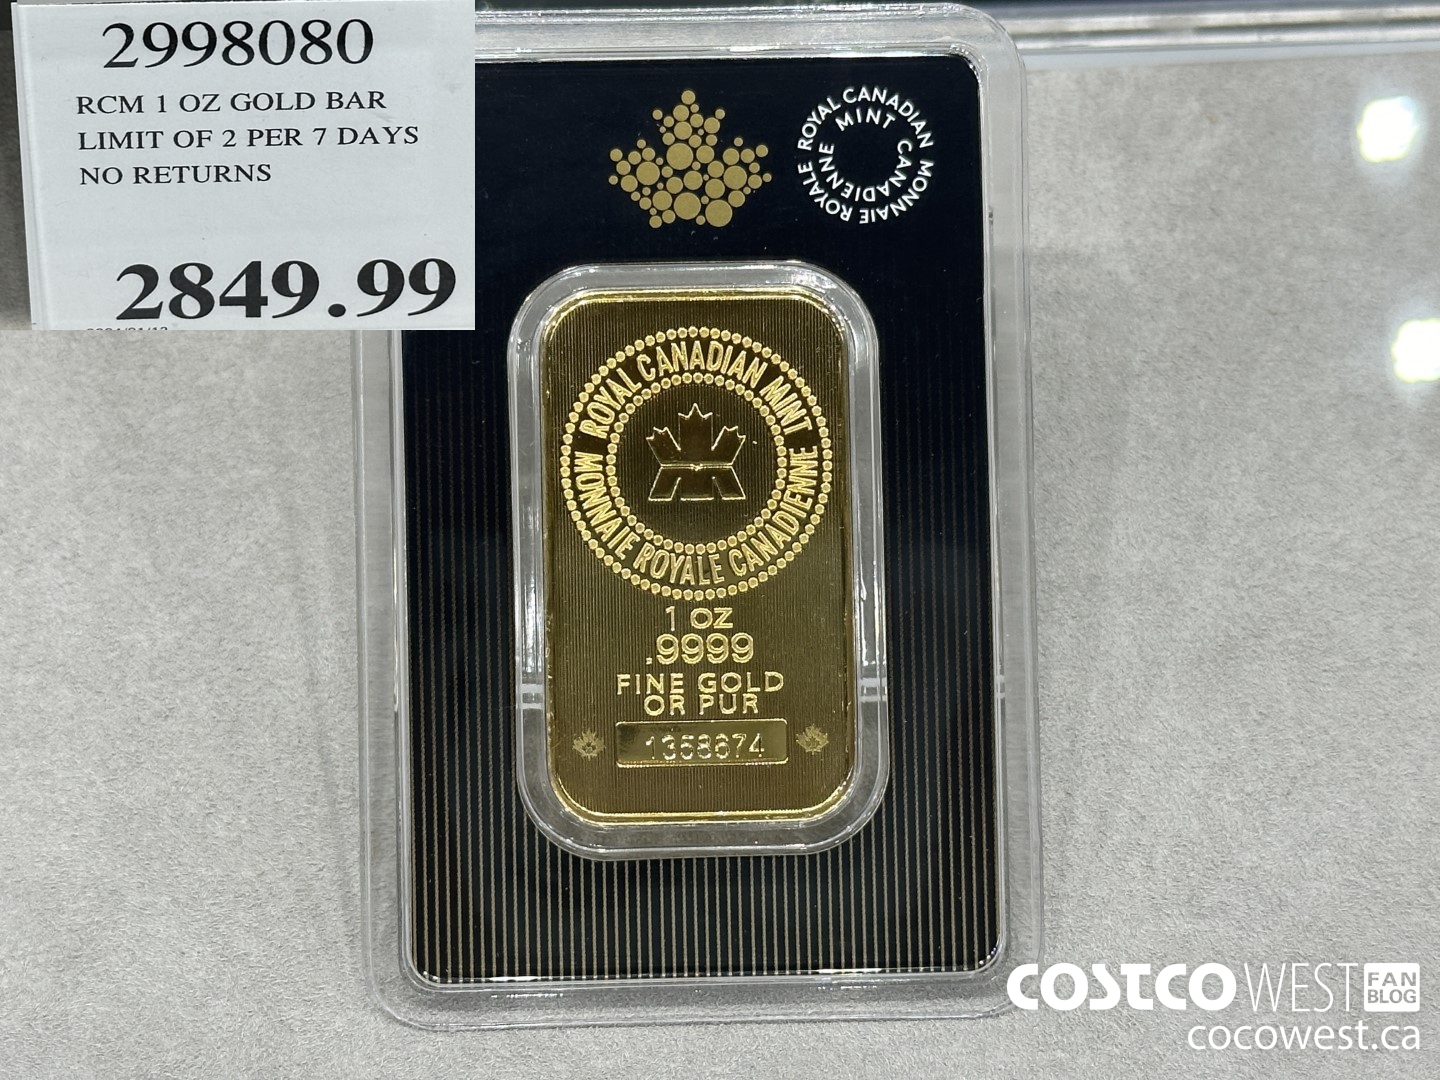 2998080
RCM 1 OZ GOLD BAR
LIMIT OF 2 PER 7 DAYS
NO RETURNS
2849.99
ROYAL CANADIAN MINT
MONNAIE ROYALE CANADIENNE
ROYAL CANADIAN MINT
MONNAIE ROYALE CANADIENNE
1 OZ
.9999
FINE GOLD
OR PUR
1358674
COSTCO WEST FAN BLOG
cocowest.ca